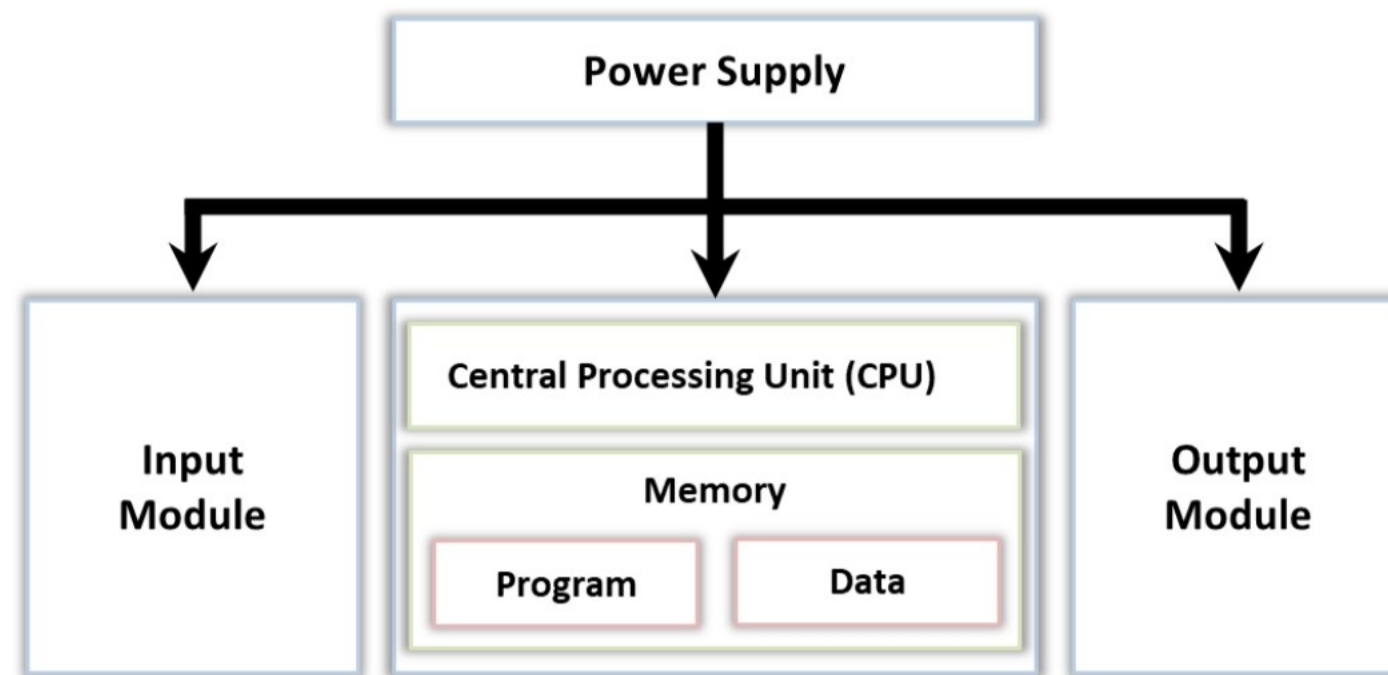 Power Supply
Central Processing Unit (CPU)
Input
Module
Memory
Program
Data
Output
Module